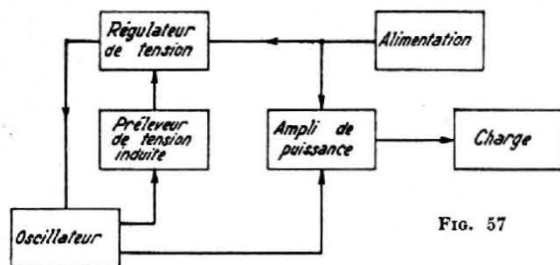 Régulateur
de tension
Alimentation
Préleveur
de tension
induite
Ampli de
puissance
Charge
Oscillateur
FIG. 57